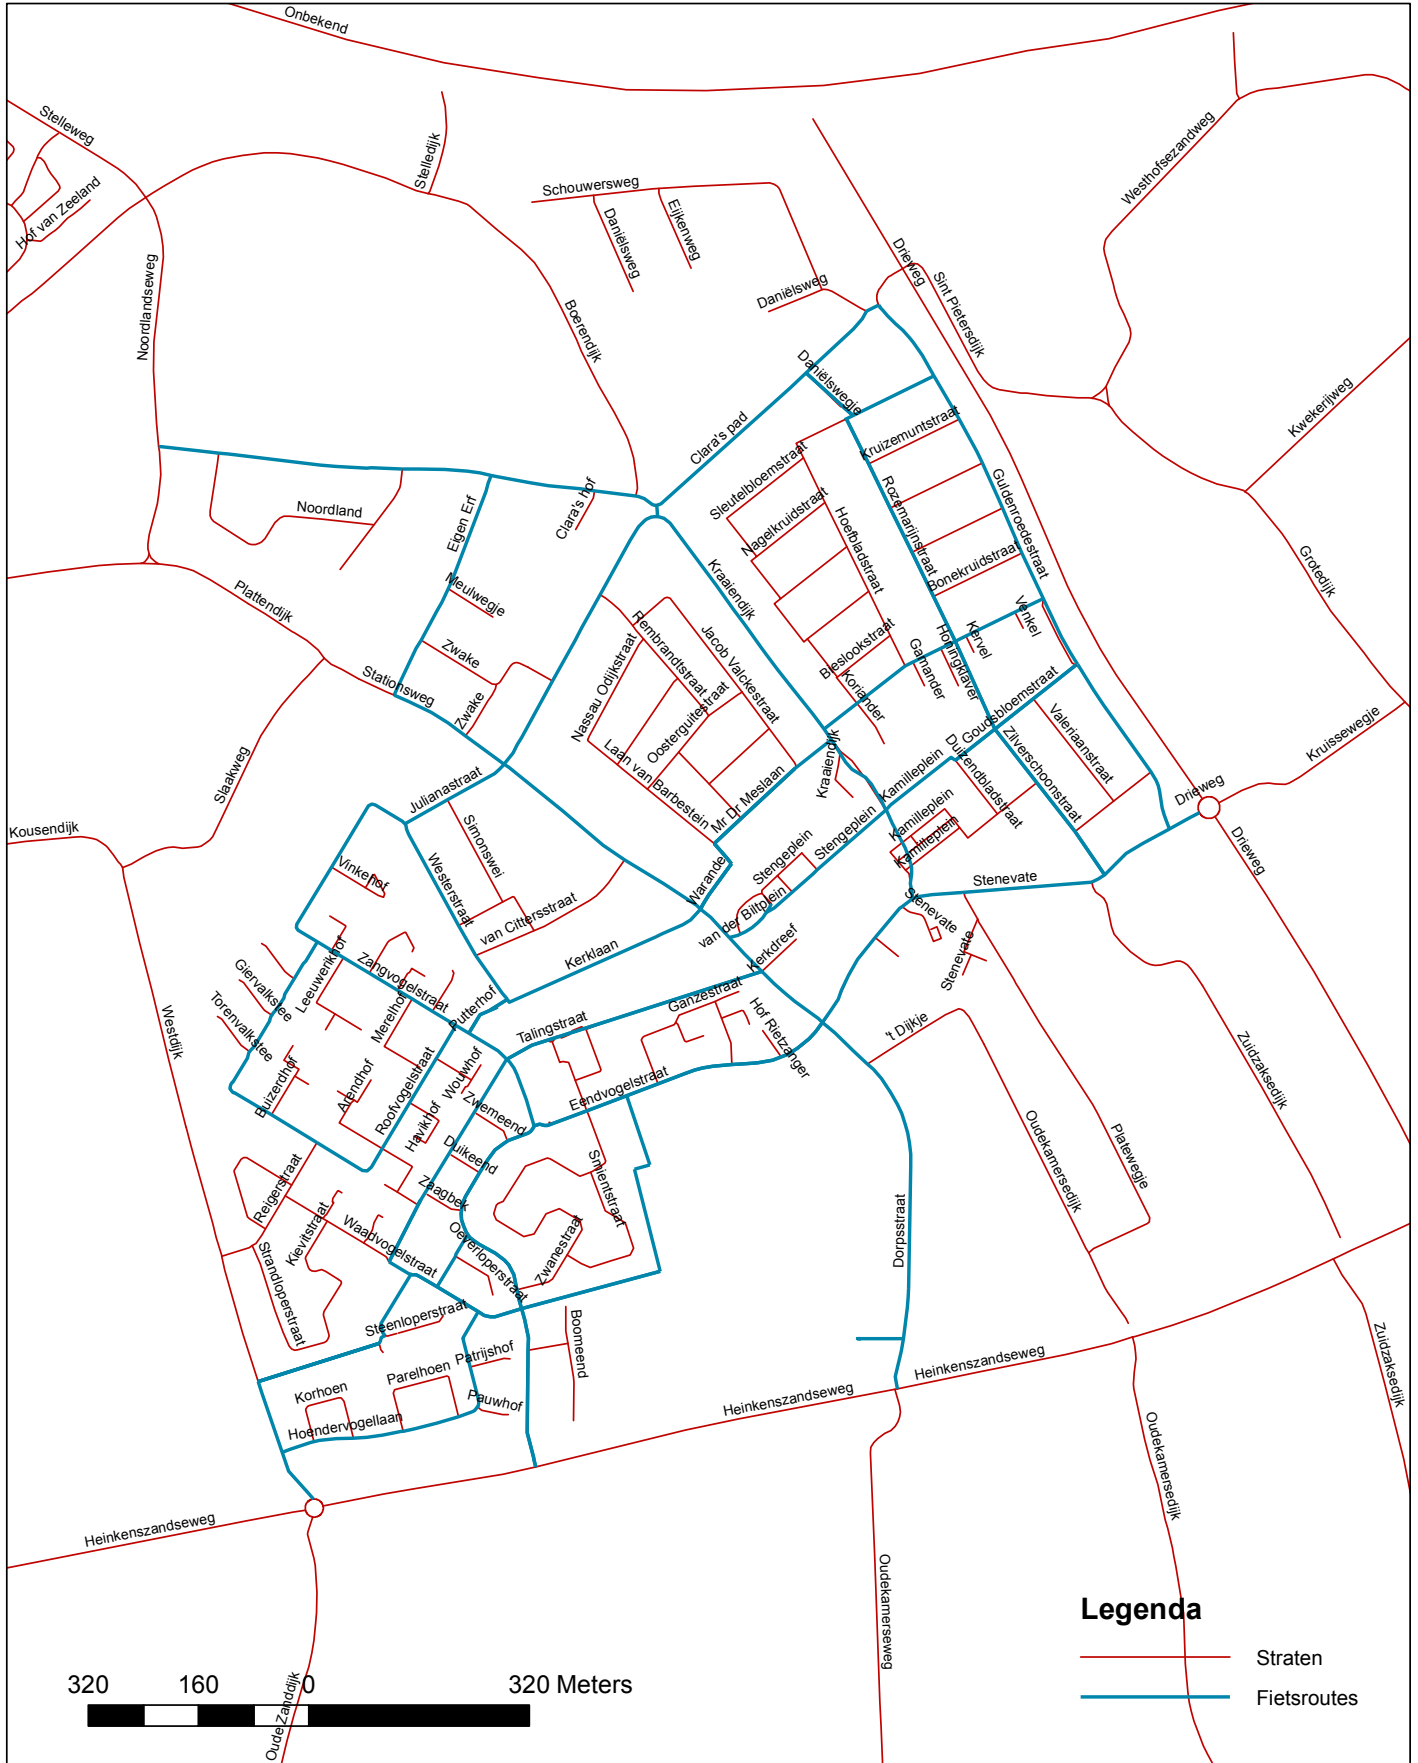 Onbekend
Stelleweg
Stelledijk
Westhofsezandweg
Schouwersweg
Hof van Zeeland
Daniëlsweg
Eijkenweg
Drieweg
Noordlandseweg
Daniëlsweg
Sint Pietersdijk
Boerendijk
Daniëlswegje
Kwekerijweg
Clara's pad
Kruizemuntstraat
Sleutelbloemstraat
Guldenroedestraat
Clara's hof
Noordland
Eigen Erf
Nagelkruidstraat
Hoefbladstraat
Rozemarijnstraat
Bonekruidstraat
Grotedijk
Plattendijk
Meulwegje
Kraaiendijk
Venkel
Rembrandtstraat
Jacob Valckestraat
Bieslookstraat
Honingklaver
Kervel
Zwake
Nassau Odijkstraat
Gamander
Stationsweg
Koriander
Zwake
Oosterguitestraat
Goudsbloemstraat
Valeriaanstraat
Kruissewegje
Slaakweg
Laan van Barbestein
Kraaiendijk
Duizendbladstraat
Zilverschoonstraat
Julianastraat
Mr Dr Meslaan
Kamilleplein
Drieweg
Kousendijk
Simonswei
Stengeplein
Kamilleplein
Drieweg
Stengeplein
Kamilleplein
Vinkehof
Westerstraat
Warande
Stenevate
van Cittersstraat
van der Biltplein
Stenevate
Kerklaan
Kerkdreef
Stenevate
Leeuwerikhof
Zangvogelstraat
Giervalkstee
Torenvalkstee
Merelhof
Putterhof
Talingstraat
Ganzestraat
Hof Rietzanger
't Dijkje
Westdijk
Buizerdhof
Arendhof
Roofvogelstraat
Wouwhof
Eendvogelstraat
Zuidzaksedijk
Havikhof
Zwemeend
Oudekamersedijk
Platewegje
Duikeend
Smientstraat
Reigerstraat
Zaagbek
Kievitstraat
Waadvogelstraat
Oeverloperstraat
Zwanestraat
Dorpsstraat
Strandloperstraat
Steenloperstraat
Boomeend
Zuidzaksedijk
Patrijshof
Parelhoen
Heinkenszandseweg
Korhoen
Pauwhof
Heinkenszandseweg
Hoendervogellaan
Oudekamersedijk
Heinkenszandseweg
Oudekamerseweg
Legenda
Straten
Fietsroutes
320 160 0 320 Meters
Oude Zanddijk